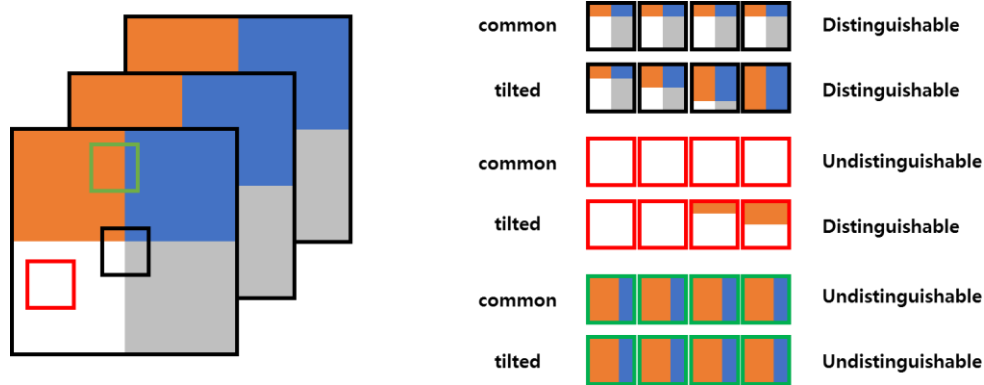 common Distinguishable
tilted Distinguishable
common Undistinguishable
tilted Distinguishable
common Undistinguishable
tilted Undistinguishable